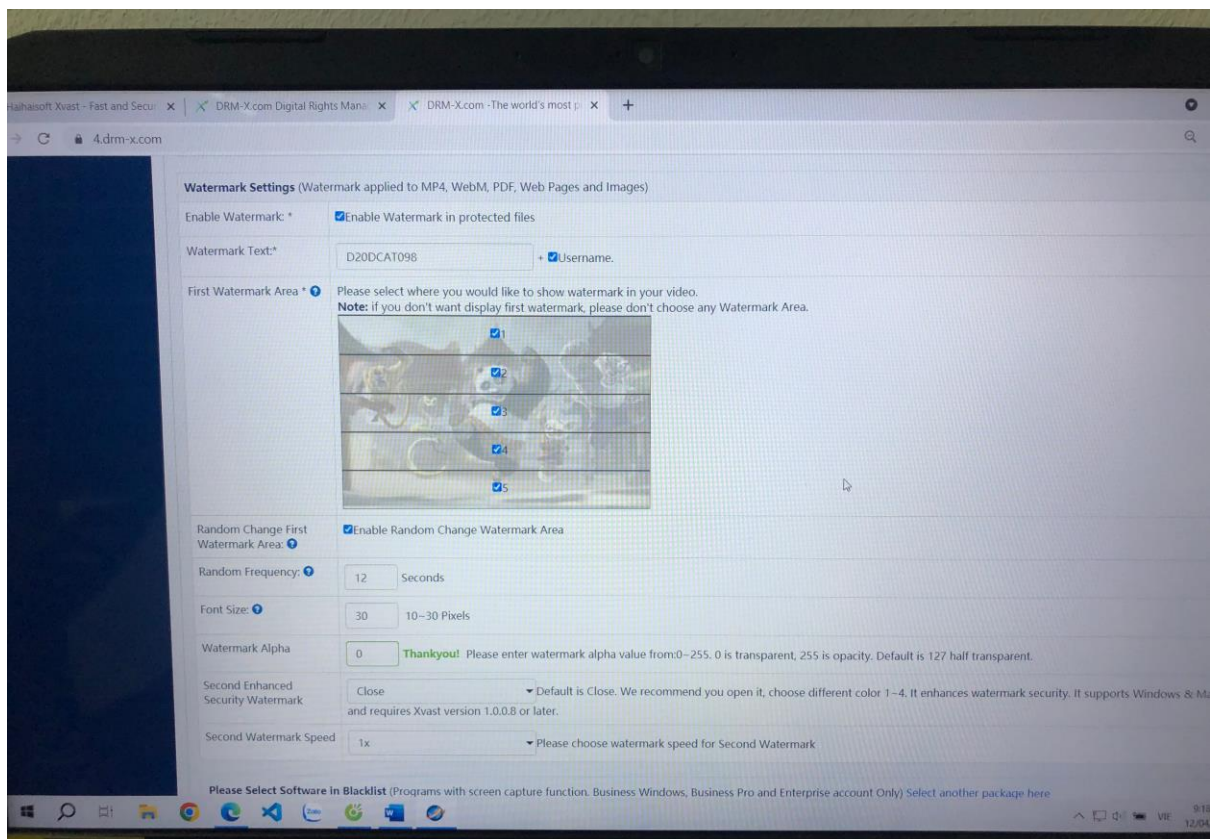 Haihaisoft Xvast - Fast and Secur
DRM-X.com Digital Rights Mana
DRM-X.com -The world's most p
4.drm-x.com
Watermark Settings (Watermark applied to MP4, WebM, PDF, Web Pages and Images)
Enable Watermark: * Enable Watermark in protected files
Watermark Text:* D20DCAT098 + Username.
First Watermark Area * Please select where you would like to show watermark in your video.
Note: if you don't want display first watermark, please don't choose any Watermark Area.
1
2
3
4
5
Random Change First Enable Random Change Watermark Area
Watermark Area:
Random Frequency: 12 Seconds
Font Size: 30 10~30 Pixels
Watermark Alpha 0 Thankyou! Please enter watermark alpha value from:0~255. 0 is transparent, 255 is opacity. Default is 127 half transparent.
Second Enhanced Close Default is Close. We recommend you open it, choose different color 1~4. It enhances watermark security. It supports Windows &
Security Watermark and requires Xvast version 1.0.0.8 or later.
Second Watermark Speed 1x Please choose watermark speed for Second Watermark
Please Select Software in Blacklist (Programs with screen capture function. Business Windows, Business Pro and Enterprise account Only) Select another package here
Zalo
VIE